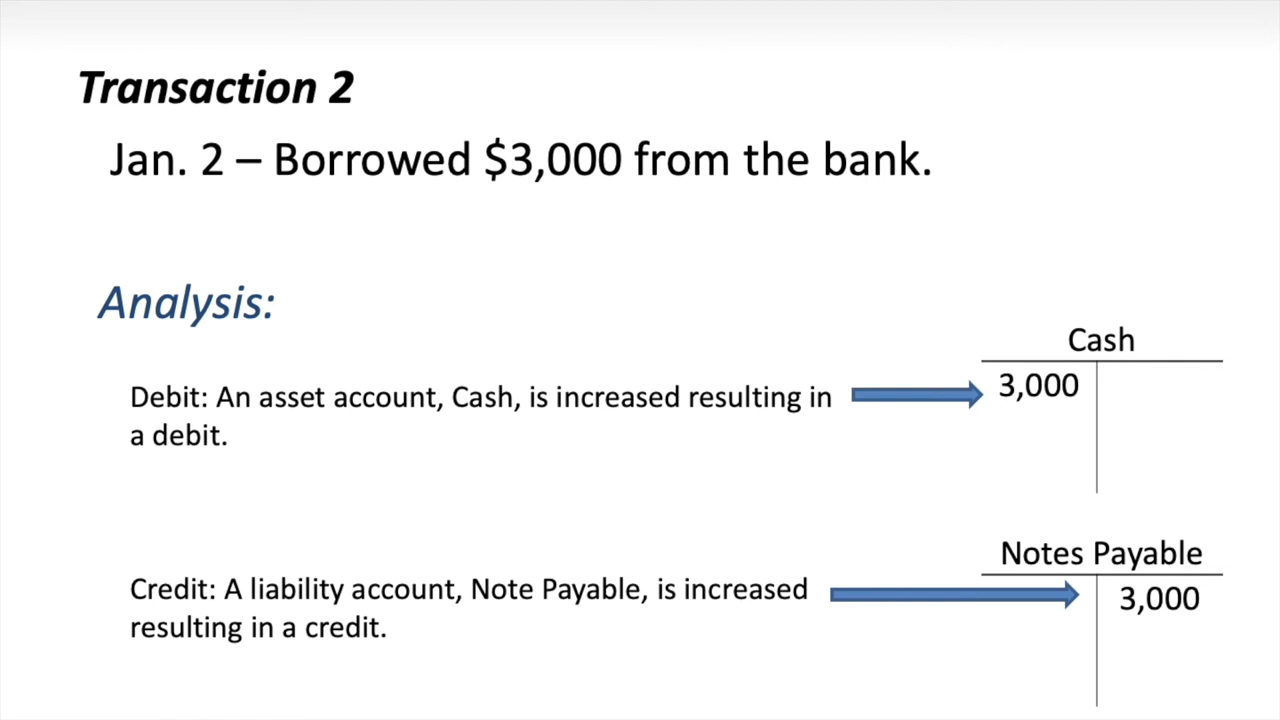 Transaction 2
Jan. 2 – Borrowed $3,000 from the bank.
Analysis:
Cash
3,000
Debit: An asset account, Cash, is increased resulting in
a debit.
Notes Payable
3,000
Credit: A liability account, Note Payable, is increased
resulting in a credit.